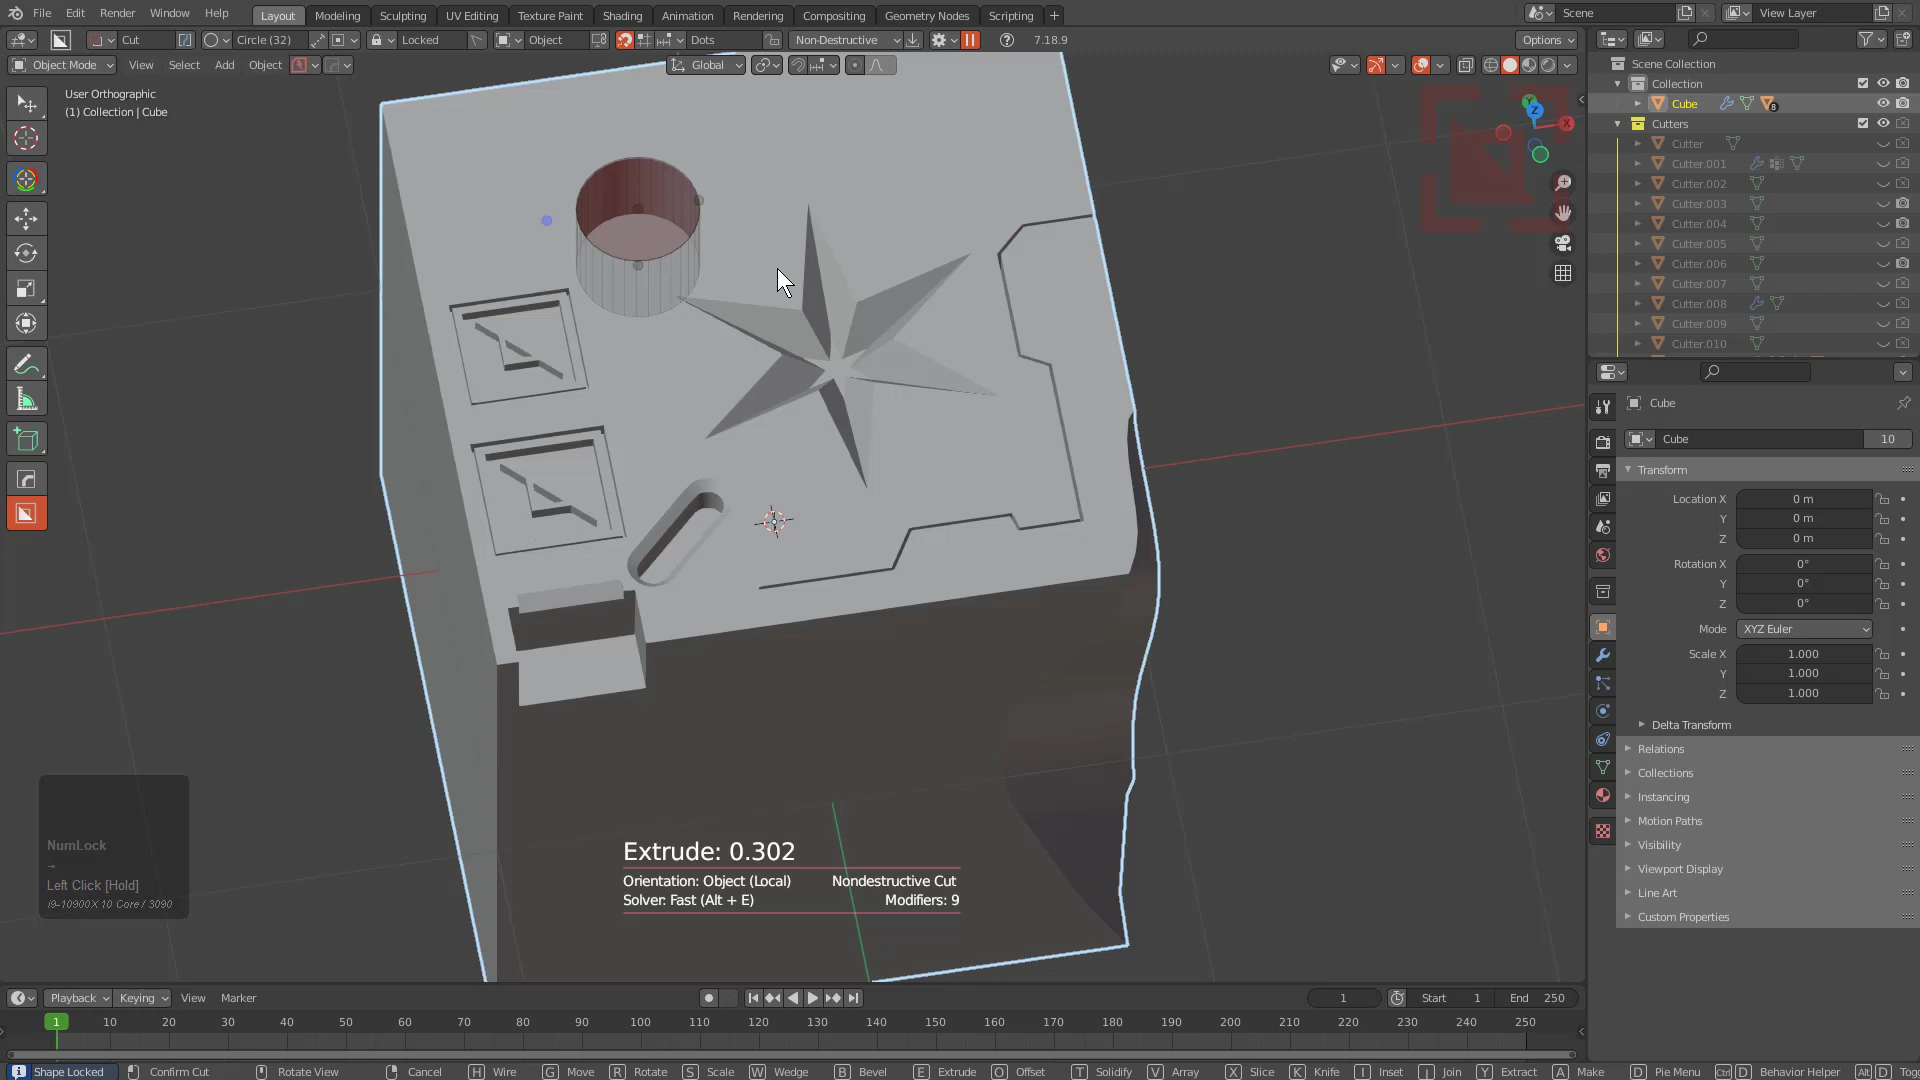 File Edit Render Window Help Layout Modeling Sculpting UV Editing Texture Paint Shading Animation Rendering Compositing Geometry Nodes Scripting + Scene View Layer
Cut Circle (32) Locked Object Dots Non-Destructive 7.18.9 Options
Object Mode View Select Add Object Global
User Orthographic
(1) Collection | Cube
Scene Collection
Collection
Cube 8
Cutters
Cutter
Cutter.001
Cutter.002
Cutter.003
Cutter.004
Cutter.005
Cutter.006
Cutter.007
Cutter.008
Cutter.009
Cutter.010
Y
Z
X
Cube
Cube 10
Transform
Location X 0 m
Y 0 m
Z 0 m
Rotation X 0°
Y 0°
Z 0°
Mode XYZ Euler
Scale X 1.000
Y 1.000
Z 1.000
Delta Transform
Relations
Collections
Instancing
Motion Paths
Visibility
Viewport Display
Line Art
Custom Properties
NumLock
→
Left Click [Hold]
i9-10900X 10 Core / 3090
Extrude: 0.302
Orientation: Object (Local) Nondestructive Cut
Solver: Fast (Alt + E) Modifiers: 9
Playback Keying View Marker 1 Start 1 End 250
1 10 20 30 40 50 60 70 80 90 100 110 120 130 140 150 160 170 180 190 200 210 220 230 240 250
Shape Locked Confirm Cut Rotate View Cancel H Wire G Move R Rotate S Scale W Wedge B Bevel E Extrude O Offset T Solidify V Array X Slice K Knife I Inset J Join Y Extract A Make D Pie Menu Ctrl D Behavior Helper Alt D Togg